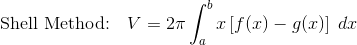 Shell Method: V = 2π ∫_a^b x [f(x) − g(x)] dx